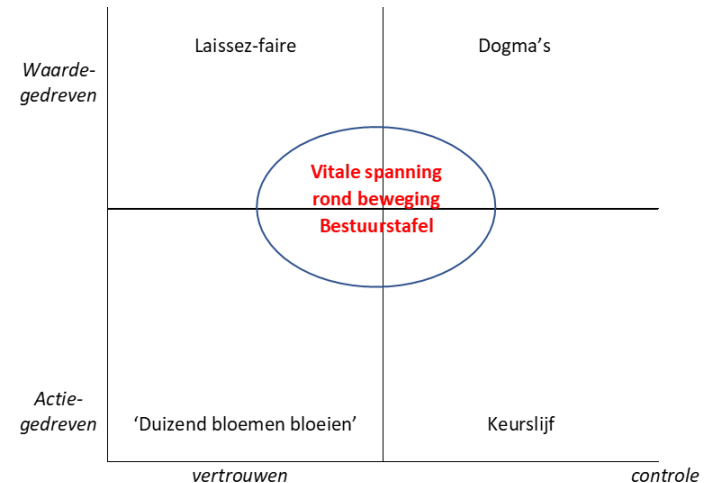 Laissez-faire
Dogma’s
Waarde-
gedreven
Vitale spanning
rond beweging
Bestuurstafel
Actie-
gedreven
‘Duizend bloemen bloeien’
Keurslijf
vertrouwen
controle